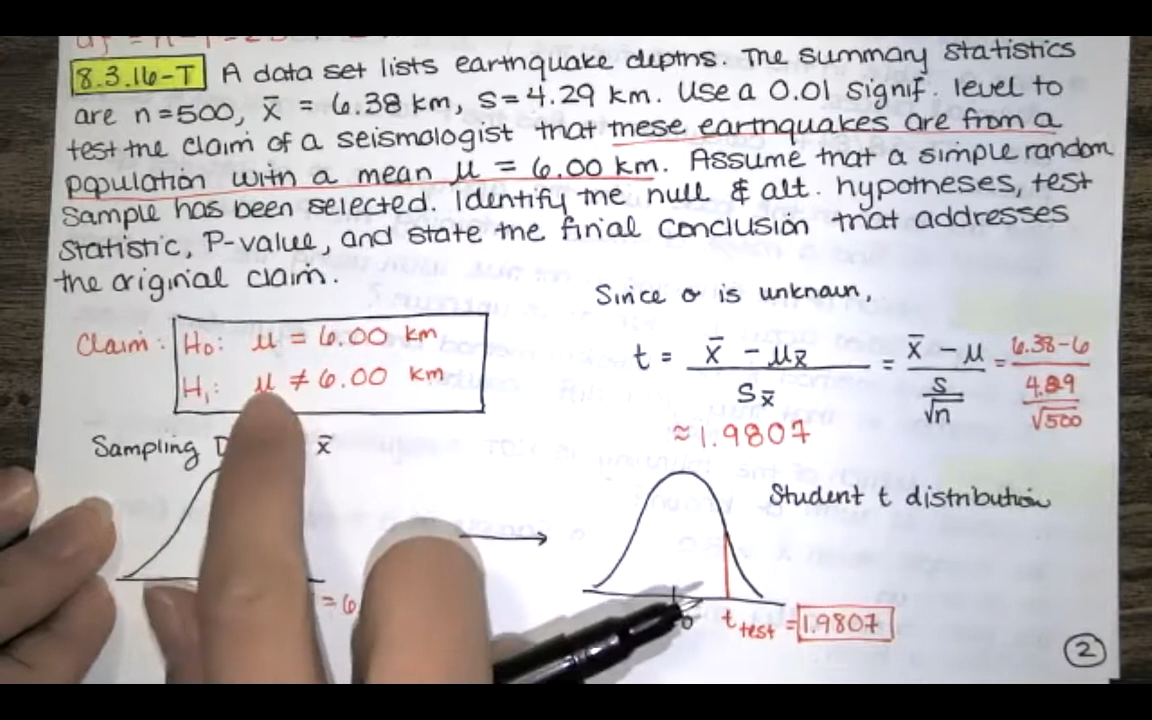 8.3.16-T A data set lists earthquake depths. The summary statistics
are n=500, x̄ = 6.38 km, s=4.29 km. Use a 0.01 signif. level to
test the claim of a seismologist that these earthquakes are from a
population with a mean μ = 6.00 km. Assume that a simple random
sample has been selected. Identify the null & alt. hypotheses, test
statistic, P-value, and state the final conclusion that addresses
the original claim.
Since σ is unknown,
Claim: H₀: μ = 6.00 km
H₁: μ ≠ 6.00 km
t = x̄ - μx̄ / sx̄ = x̄ - μ / s/√n = 6.38-6 / 4.29/√500
≈ 1.9807
Sampling x̄
Student t distribution
= 6
0 t test = 1.9807
2